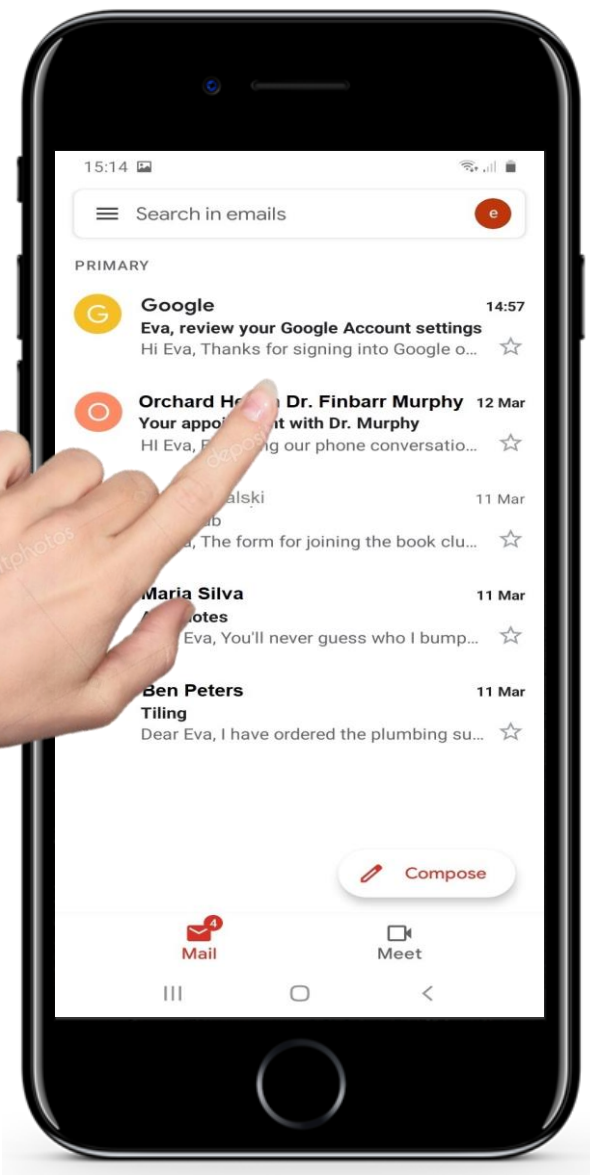 15:14
Search in emails
e
PRIMARY
G
Google 14:57
Eva, review your Google Account settings
Hi Eva, Thanks for signing into Google o...
O
Orchard Dr. Finbarr Murphy 12 Mar
Your with Dr. Murphy
HI Eva, our phone conversatio...
11 Mar
The form for joining the book clu...
Maria Silva 11 Mar
Eva, You'll never guess who I bump...
Ben Peters 11 Mar
Tiling
Dear Eva, I have ordered the plumbing su...
Compose
4
Mail
Meet